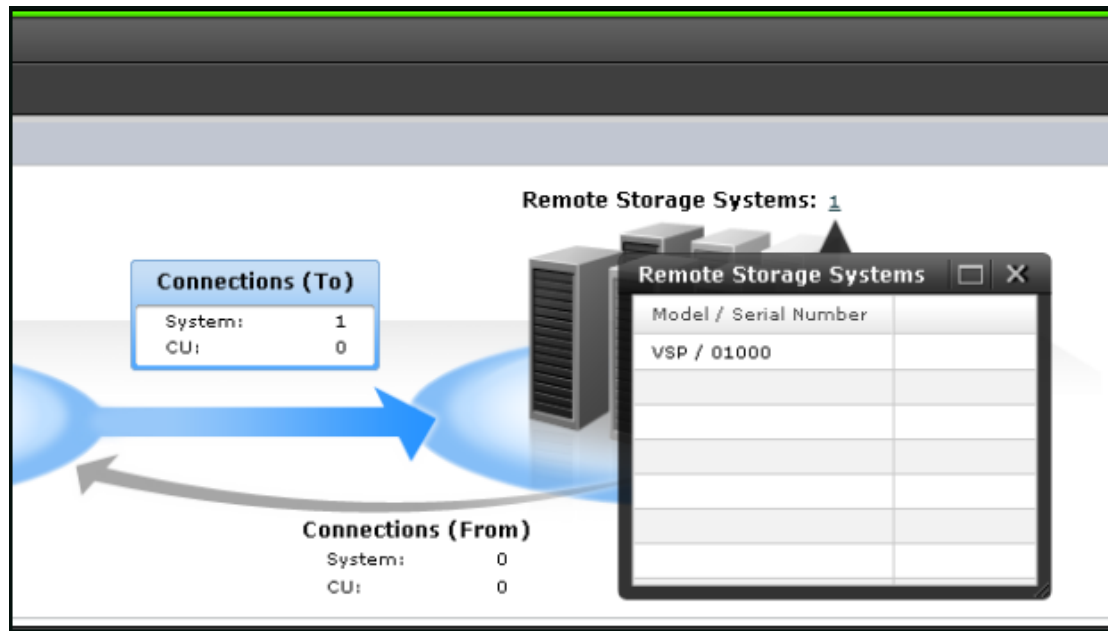 Remote Storage Systems: 1
Connections (To)
System: 1
CU: 0
Remote Storage Systems
Model / Serial Number
VSP / 01000
Connections (From)
System: 0
CU: 0